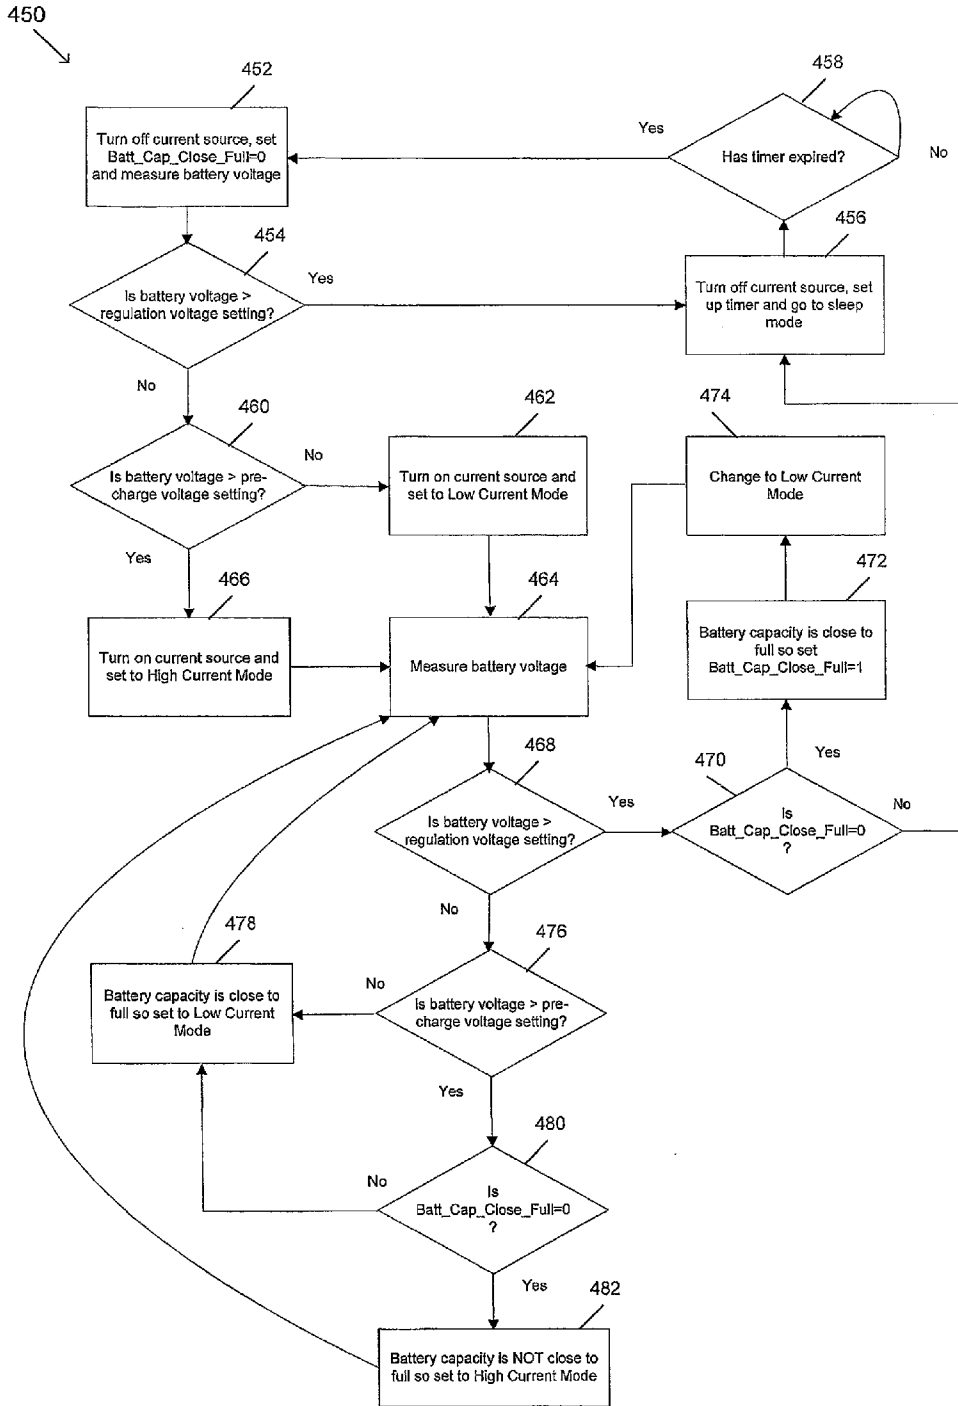 450
452
Turn off current source, set
Batt_Cap_Close_Full=0
and measure battery voltage
458
Yes
Has timer expired?
No
454
Is battery voltage >
regulation voltage setting?
Yes
No
456
Turn off current source, set
up timer and go to sleep
mode
460
Is battery voltage > pre-
charge voltage setting?
No
Yes
462
Turn on current source and
set to Low Current Mode
474
Change to Low Current
Mode
466
Turn on current source and
set to High Current Mode
464
Measure battery voltage
472
Battery capacity is close to
full so set
Batt_Cap_Close_Full=1
468
Is battery voltage >
regulation voltage setting?
Yes
No
470
Yes
Is
Batt_Cap_Close_Full=0
?
No
478
Battery capacity is close to
full so set to Low Current
Mode
476
No
Is battery voltage > pre-
charge voltage setting?
Yes
480
No
Is
Batt_Cap_Close_Full=0
?
Yes
482
Battery capacity is NOT close to
full so set to High Current Mode